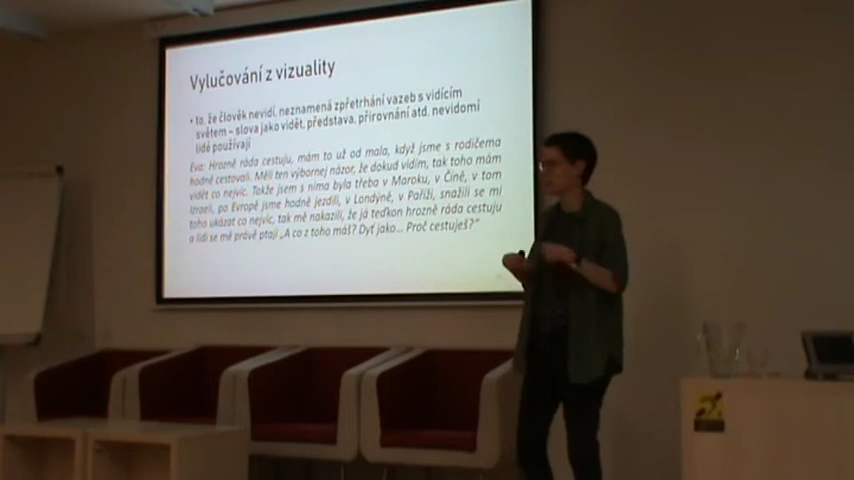 Vylučování z vizuality
• to, že člověk nevidí, neznamená zpřetrhání vazeb s vidícím
světem – slova jako vidět, představa, přirovnání atd. nevidomí
lidé používají
Eva: Hrozně ráda cestuju, mám to už od mala, když jsme s rodičema
hodně cestovali. Měli ten výbornej názor, že dokud vidím, tak toho mám
vidět co nejvíc. Takže jsem s nima byla třeba v Maroku, v Číně, v tom
Izraeli, po Evropě jsme hodně jezdili, v Londýně, v Paříži, snažili se mi
toho ukázat co nejvíc, tak mě nakazili, že já teďkon hrozně ráda cestuju
a lidi se mě právě ptají „A co z toho máš? Dyť jako... Proč cestuješ?"